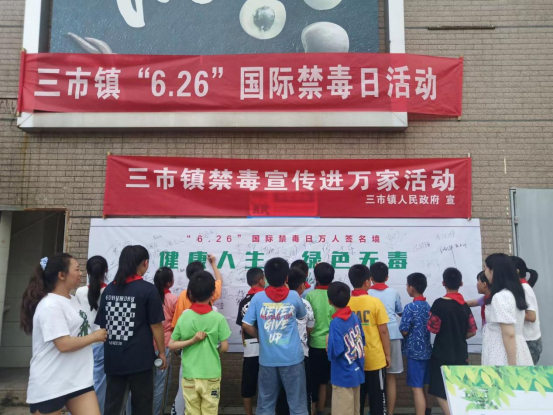 三市镇“6.26”国际禁毒日活动
三市镇禁毒宣传进万家活动
三市镇人民政府 宣
“6.26”国际禁毒日万人签名墙
健康人生 绿色无毒
NEVER
GIVE
UP
NEVER